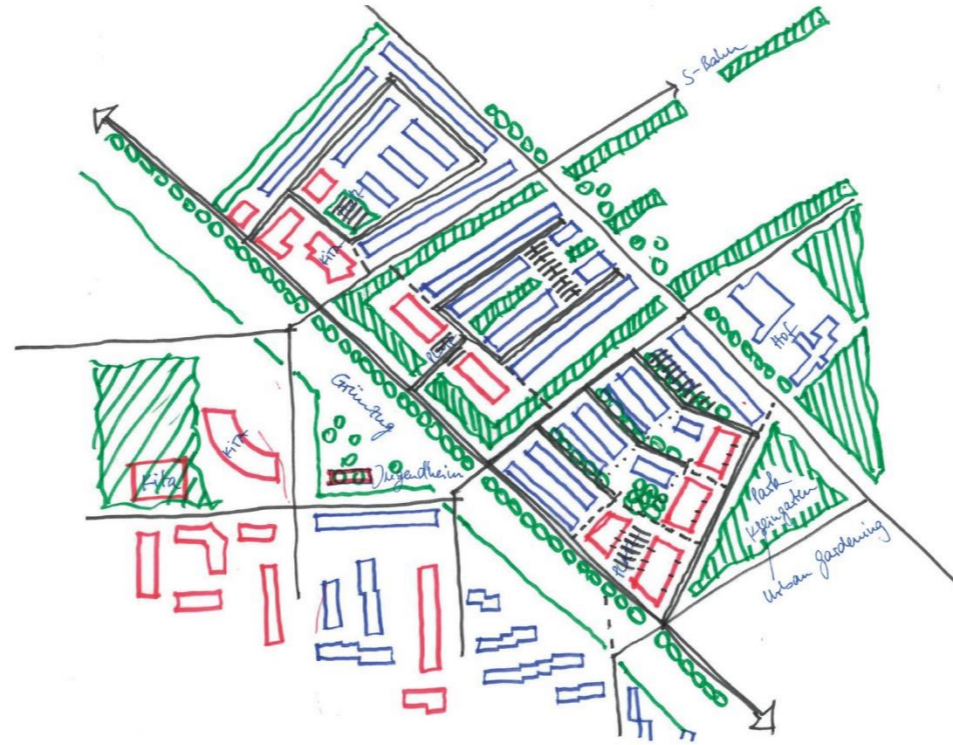 S-Bahn
Kita
Platz
Hof
Grünzug
Kita
Kita
Jugendheim
Park
Kleingarten
Urban gardening